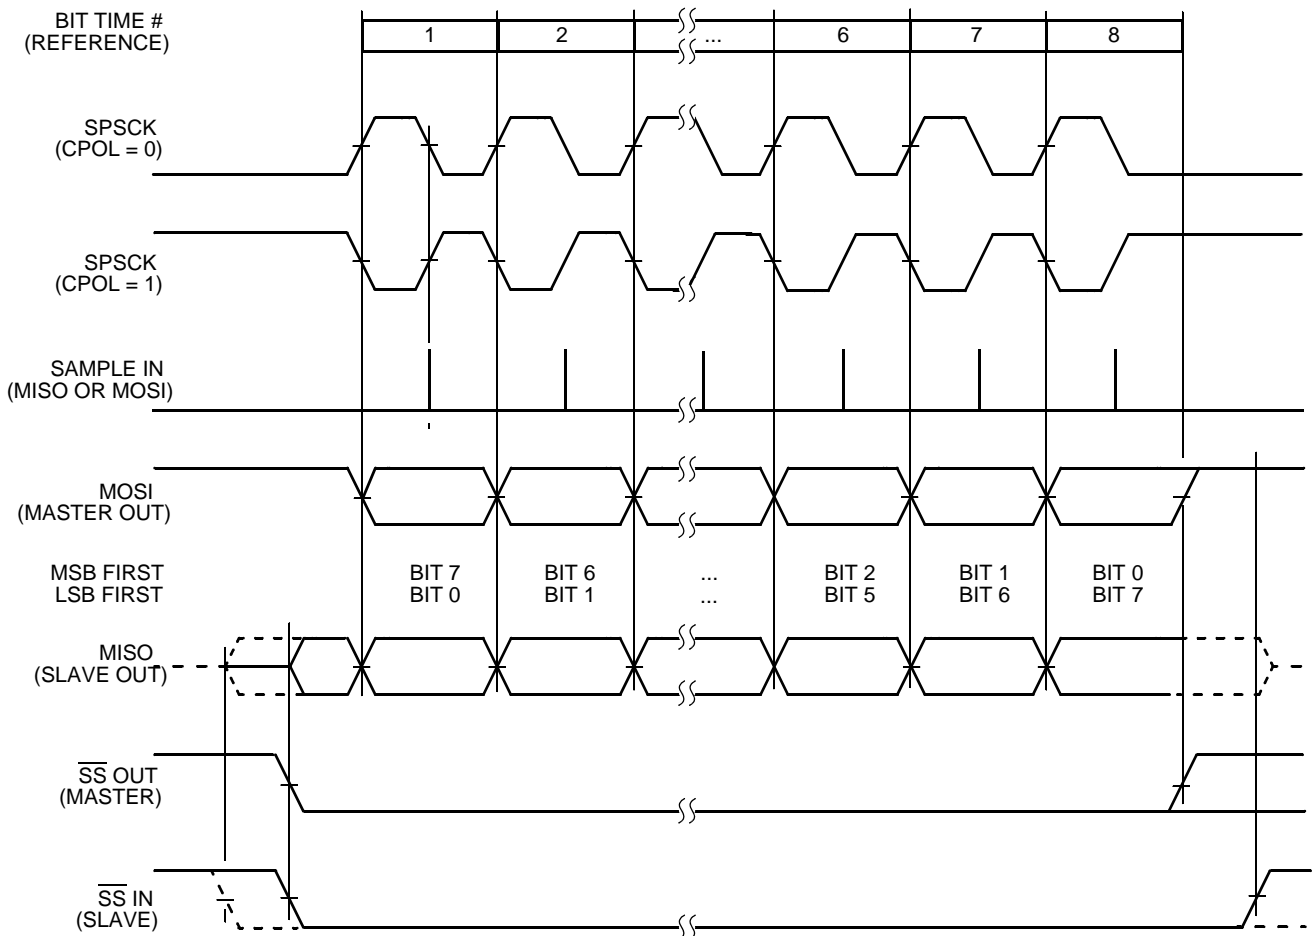 BIT TIME #
(REFERENCE)
1 2 ... 6 7 8
SPSCK
(CPOL = 0)
SPSCK
(CPOL = 1)
SAMPLE IN
(MISO OR MOSI)
MOSI
(MASTER OUT)
MSB FIRST BIT 7 BIT 6 ... BIT 2 BIT 1 BIT 0
LSB FIRST BIT 0 BIT 1 ... BIT 5 BIT 6 BIT 7
MISO
(SLAVE OUT)
S̅S̅ OUT
(MASTER)
S̅S̅ IN
(SLAVE)